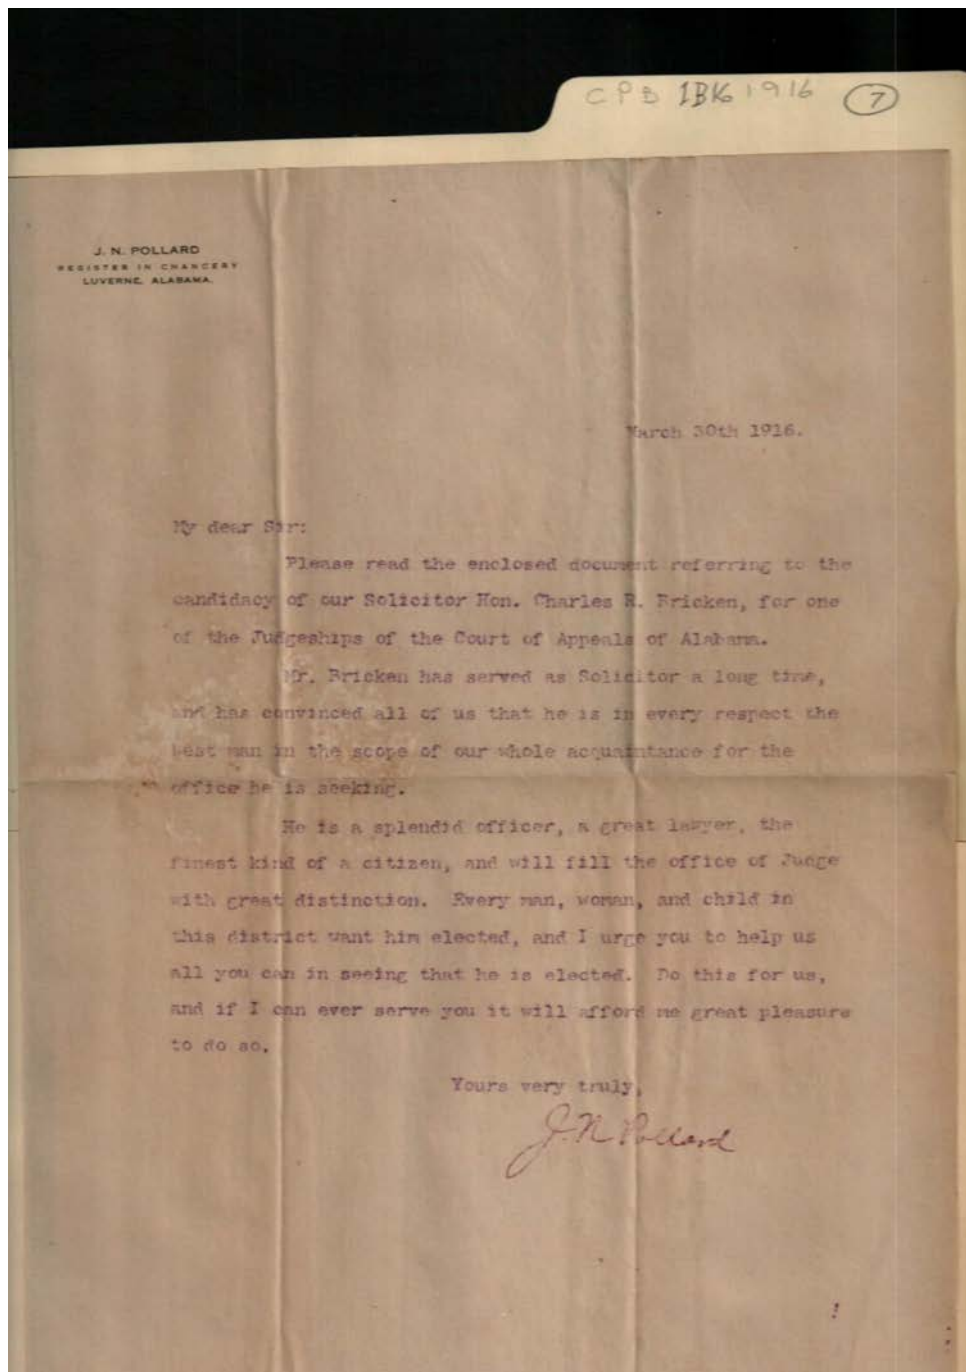 CPB IBK 1916 7
J. N. POLLARD
REGISTER IN CHANCERY
LUVERNE, ALABAMA.
March 30th 1916.
My dear Sir:
Please read the enclosed document referring to the
candidacy of our Solicitor Hon. Charles R. Bricken, for one
of the Judgeships of the Court of Appeals of Alabama.
Mr. Bricken has served as Solicitor a long time,
and has convinced all of us that he is in every respect the
best man in the scope of our whole acquaintance for the
office he is seeking.
He is a splendid officer, a great lawyer, the
finest kind of a citizen, and will fill the office of Judge
with great distinction. Every man, woman, and child in
this district want him elected, and I urge you to help us
all you can in seeing that he is elected. Do this for us,
and if I can ever serve you it will afford me great pleasure
to do so.
Yours very truly,
J. N. Pollard